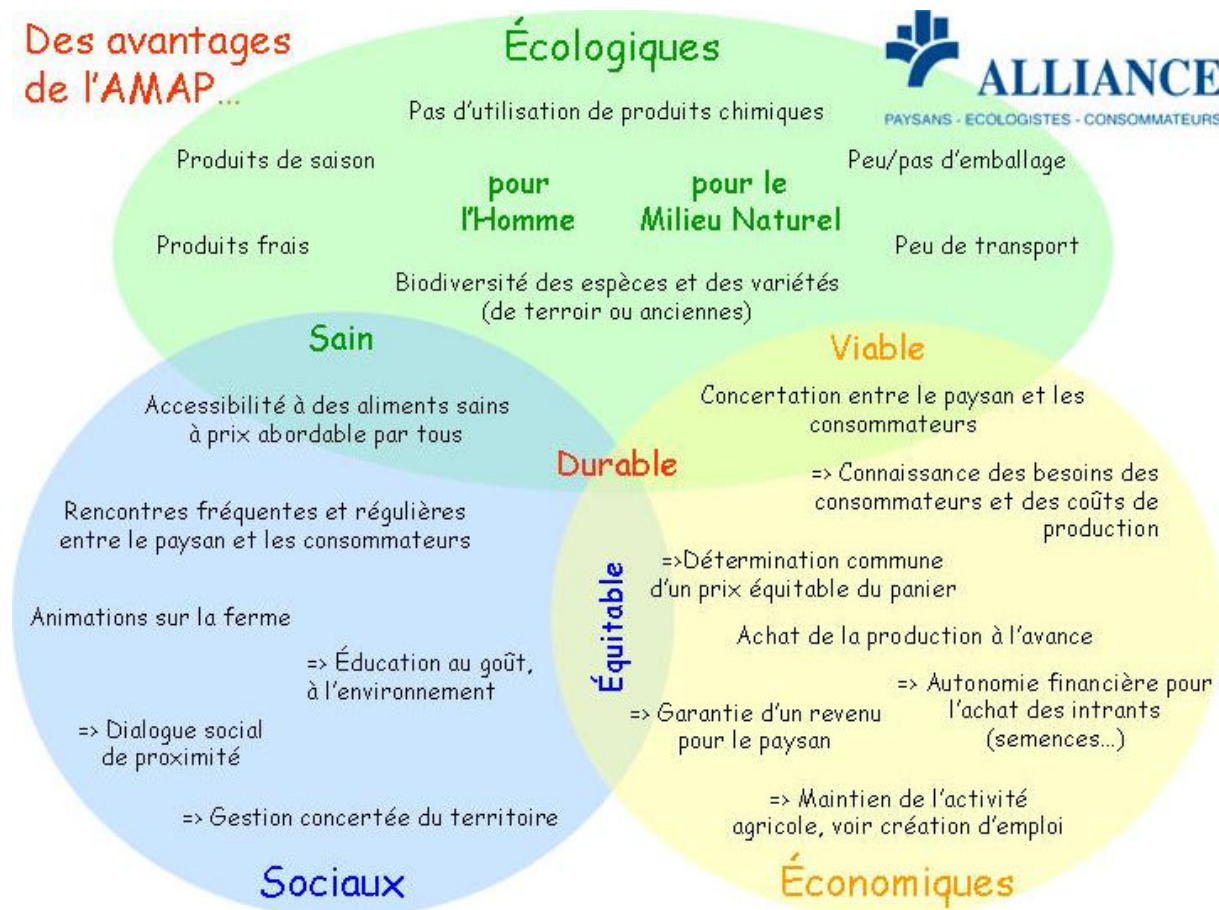 Des avantages
de l'AMAP...
Écologiques
ALLIANCE
PAYSANS - ECOLOGISTES - CONSOMMATEURS
Pas d'utilisation de produits chimiques
Produits de saison
Peu/pas d'emballage
pour
l'Homme
pour le
Milieu Naturel
Produits frais
Peu de transport
Biodiversité des espèces et des variétés
(de terroir ou anciennes)
Sain
Viable
Accessibilité à des aliments sains
à prix abordable par tous
Concertation entre le paysan et les
consommateurs
Durable
=> Connaissance des besoins des
consommateurs et des coûts de
production
Rencontres fréquentes et régulières
entre le paysan et les consommateurs
=>Détermination commune
d'un prix équitable du panier
Équitable
Animations sur la ferme
Achat de la production à l'avance
=> Éducation au goût,
à l'environnement
=> Autonomie financière pour
l'achat des intrants
(semences...)
=> Garantie d'un revenu
pour le paysan
=> Dialogue social
de proximité
=> Gestion concertée du territoire
=> Maintien de l'activité
agricole, voir création d'emploi
Sociaux
Économiques